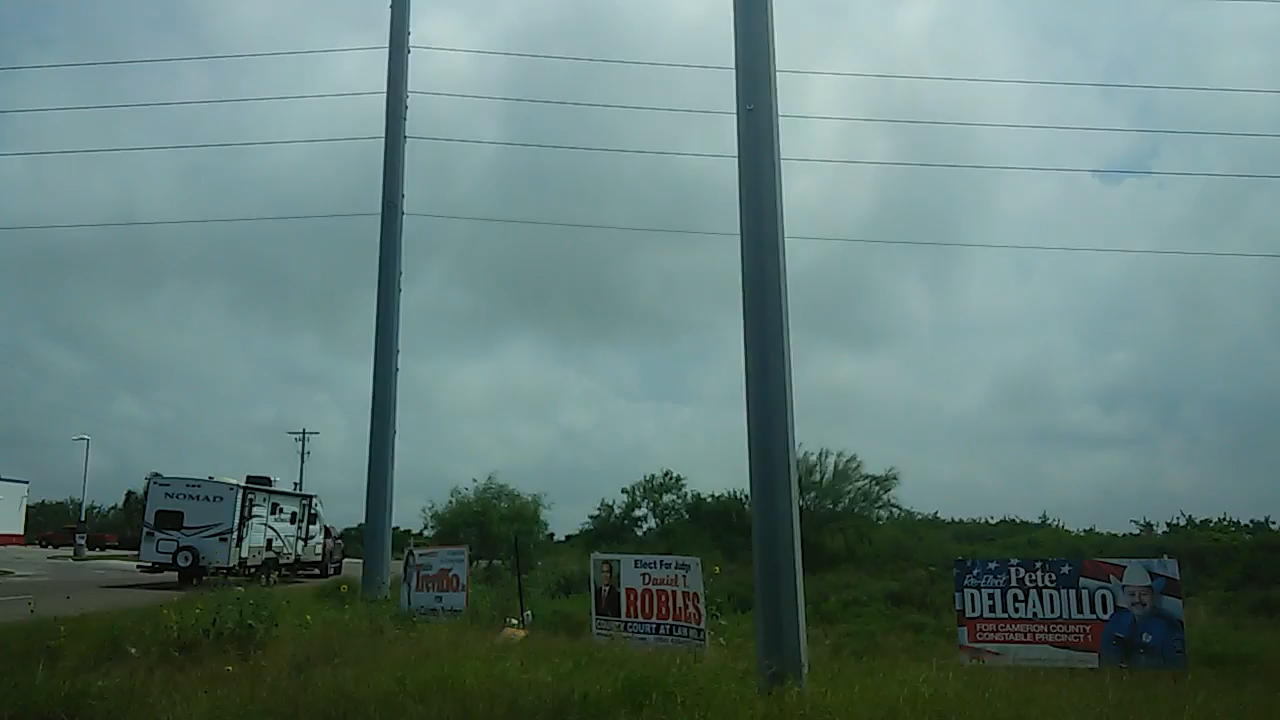 NOMAD
Elect For Judge
Daniel T.
ROBLES
COUNTY COURT AT LAW
Re-Elect Pete
DELGADILLO
FOR CAMERON COUNTY
CONSTABLE PRECINCT 1